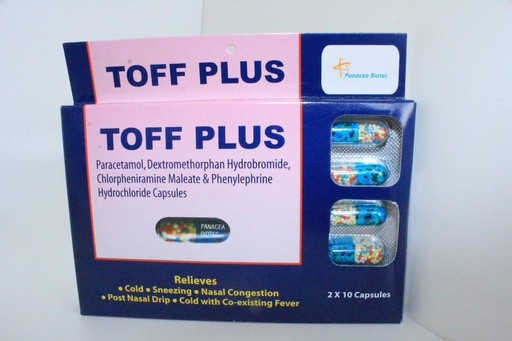 TOFF PLUS
Panacea Biotec
TOFF PLUS
Paracetamol, Dextromethorphan Hydrobromide,
Chlorpheniramine Maleate & Phenylephrine
Hydrochloride Capsules
PANACEA
BIOTEC
Relieves
• Cold • Sneezing • Nasal Congestion
• Post Nasal Drip • Cold with Co-existing Fever
2 X 10 Capsules